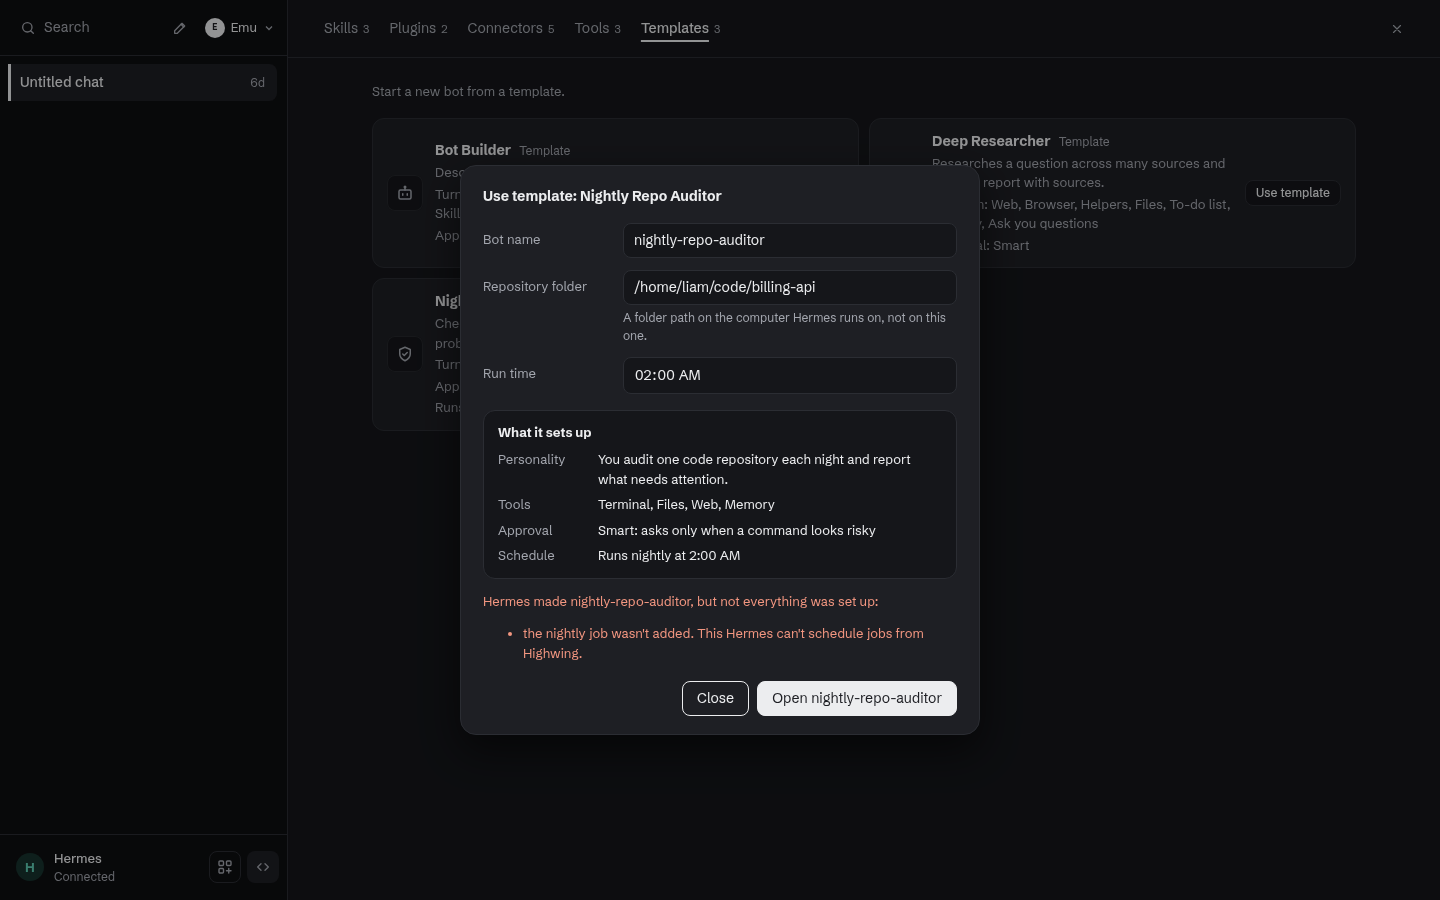 Search
E Emu
Untitled chat 6d
Skills 3 Plugins 2 Connectors 5 Tools 3 Templates 3
Start a new bot from a template.
Bot Builder Template
Deep Researcher Template
Researches a question across many sources and
report with sources.
Web, Browser, Helpers, Files, To-do list,
Ask you questions
Smart
Use template
Use template: Nightly Repo Auditor
Bot name nightly-repo-auditor
Repository folder /home/liam/code/billing-api
A folder path on the computer Hermes runs on, not on this
one.
Run time 02:00 AM
What it sets up
Personality You audit one code repository each night and report
what needs attention.
Tools Terminal, Files, Web, Memory
Approval Smart: asks only when a command looks risky
Schedule Runs nightly at 2:00 AM
Hermes made nightly-repo-auditor, but not everything was set up:
• the nightly job wasn't added. This Hermes can't schedule jobs from
Highwing.
Close Open nightly-repo-auditor
H Hermes
Connected